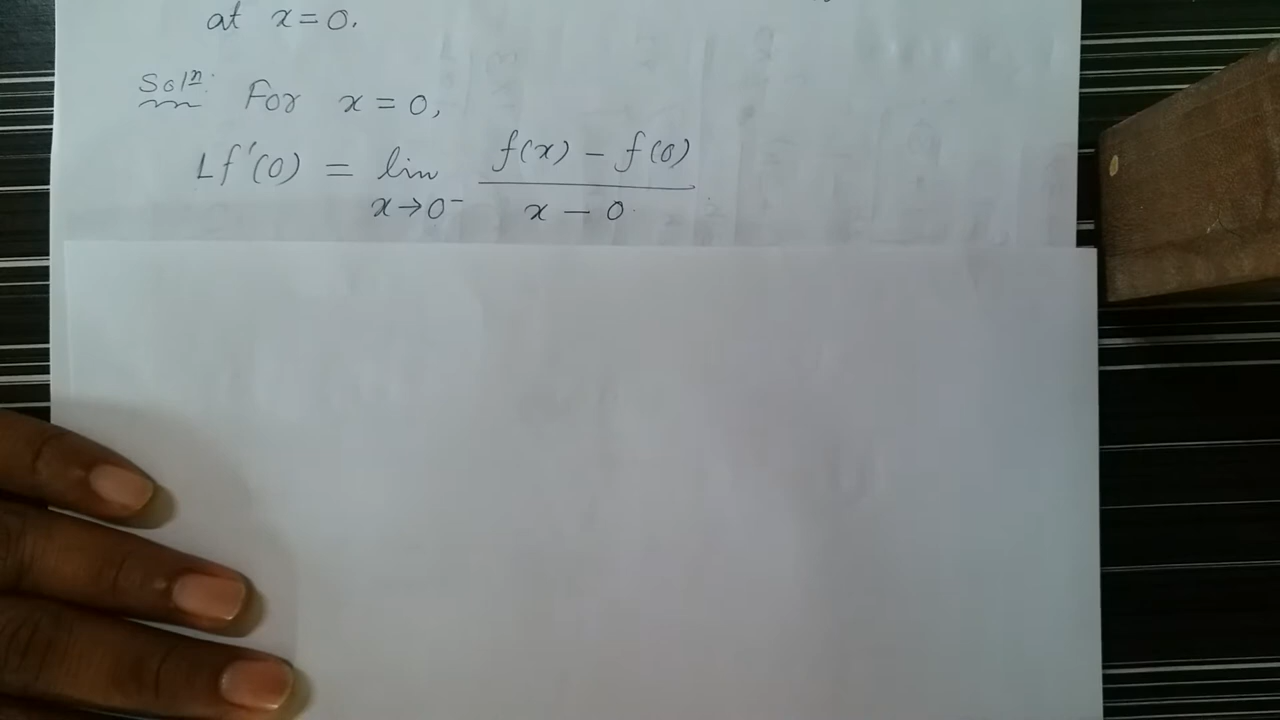 at x = 0.
Solⁿ: For x = 0,
Lf'(0) = lim f(x) - f(0)
x→0⁻ x - 0